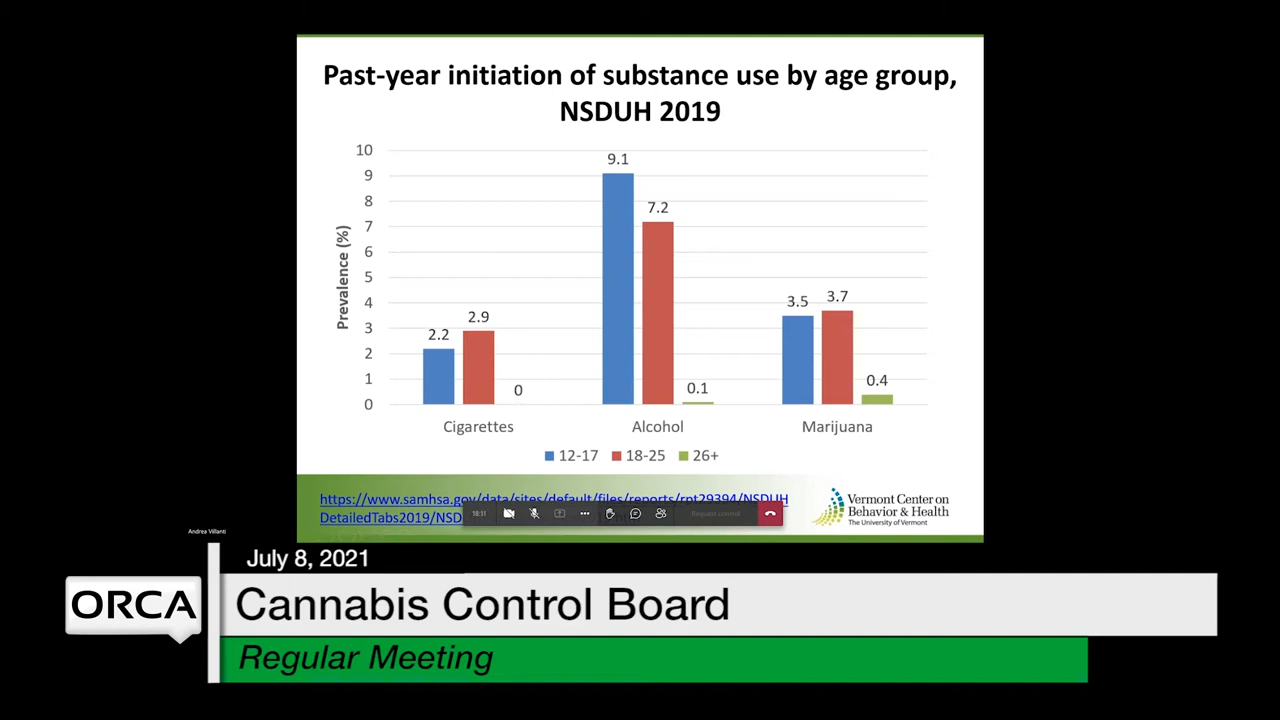 Past-year initiation of substance use by age group,
NSDUH 2019
Prevalence (%)
10
9
8
7
6
5
4
3
2
1
0
2.2
2.9
0
9.1
7.2
0.1
3.5
3.7
0.4
Cigarettes
Alcohol
Marijuana
12-17
18-25
26+
https://www.samhsa.gov/data/sites/default/files/reports/rpt29394/NSDUH
DetailedTabs2019/NSD
18:11
Request control
Vermont Center on
Behavior & Health
The University of Vermont
Andrea Villanti
July 8, 2021
ORCA
Cannabis Control Board
Regular Meeting